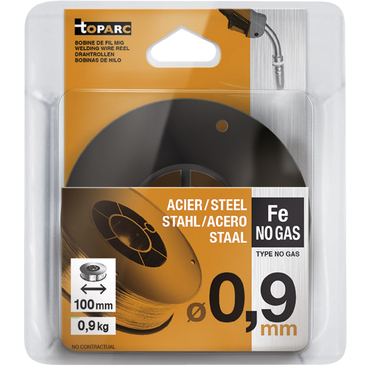 TOPARC
BOBINE DE FIL MIG
WELDING WIRE REEL
DRAHTROLLEN
BOBINAS DE HILO
ACIER/STEEL
STAHL/ACERO
STAAL
Fe
NO GAS
TYPE NO GAS
100mm
0,9kg
ø0,9
mm
NO CONTRACTUAL